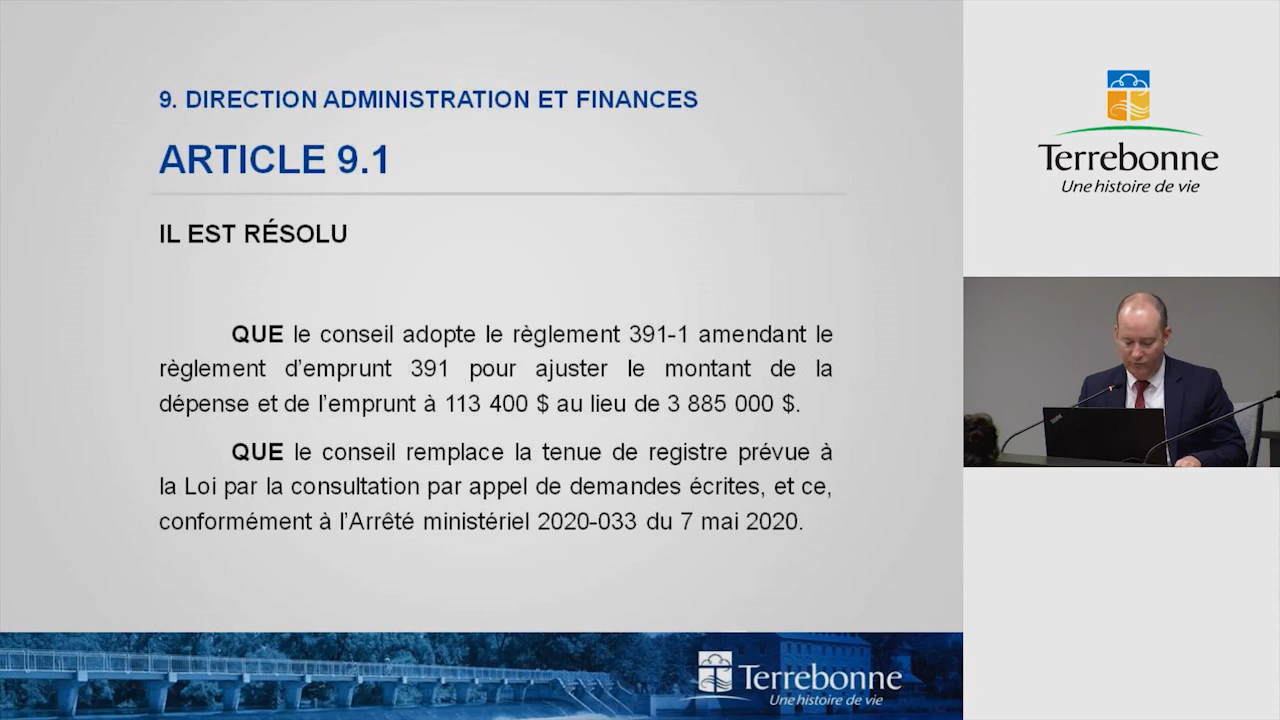 9. DIRECTION ADMINISTRATION ET FINANCES
ARTICLE 9.1
IL EST RÉSOLU
QUE le conseil adopte le règlement 391-1 amendant le
règlement d’emprunt 391 pour ajuster le montant de la
dépense et de l’emprunt à 113 400 $ au lieu de 3 885 000 $.
QUE le conseil remplace la tenue de registre prévue à
la Loi par la consultation par appel de demandes écrites, et ce,
conformément à l’Arrêté ministériel 2020-033 du 7 mai 2020.
Terrebonne
Une histoire de vie
Terrebonne
Une histoire de vie